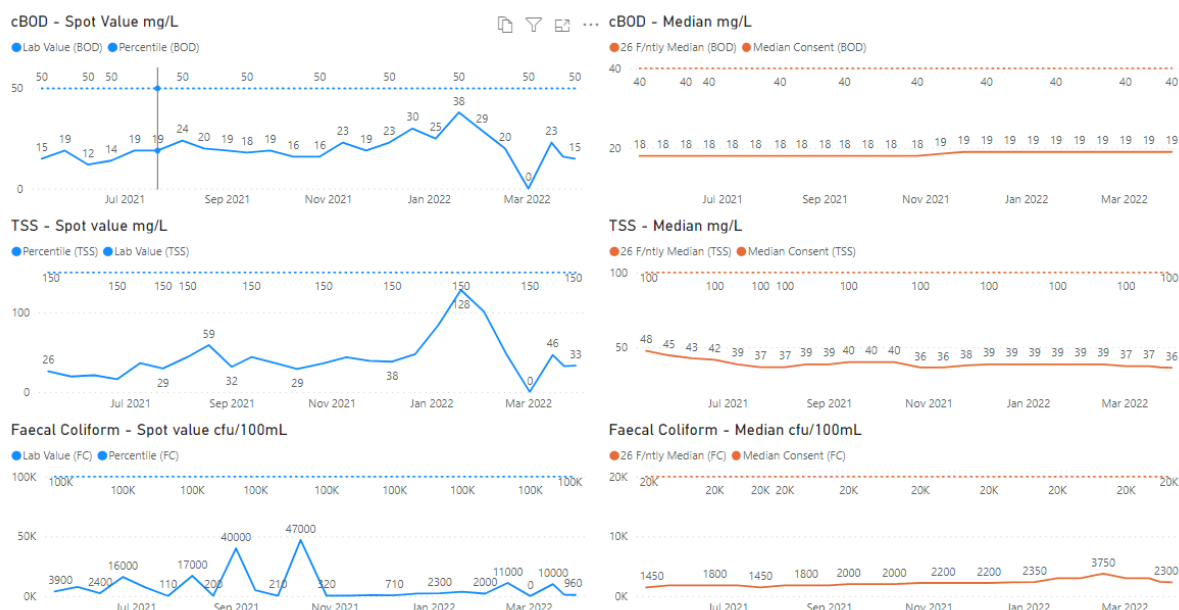 cBOD - Spot Value mg/L
Lab Value (BOD) Percentile (BOD)
50 50 50 50 50 50 50 50 50 50
50
15 19 12 14 19 19 24 20 19 18 19 16 16 23 19 23 30 25 38 29 20 0 23 15
0
Jul 2021 Sep 2021 Nov 2021 Jan 2022 Mar 2022
cBOD - Median mg/L
26 F/ntly Median (BOD) Median Consent (BOD)
40
40 40 40 40 40 40 40 40 40 40
20
18 18 18 18 18 18 18 18 18 18 18 18 18 19 19 19 19 19 19 19 19 19 19 19
Jul 2021 Sep 2021 Nov 2021 Jan 2022 Mar 2022
TSS - Spot value mg/L
Percentile (TSS) Lab Value (TSS)
150 150 150 150 150 150 150 150 150 150 150
100
26 29 59 32 29 38 128 0 46 33
0
Jul 2021 Sep 2021 Nov 2021 Jan 2022 Mar 2022
TSS - Median mg/L
26 F/ntly Median (TSS) Median Consent (TSS)
100
100 100 100 100 100 100 100 100 100 100 100
50
48 45 43 42 39 37 37 39 39 40 40 40 36 36 38 39 39 39 39 39 39 37 37 36
Jul 2021 Sep 2021 Nov 2021 Jan 2022 Mar 2022
Faecal Coliform - Spot value cfu/100mL
Lab Value (FC) Percentile (FC)
100K
100K 100K 100K 100K 100K 100K 100K 100K 100K
50K
3900 2400 16000 110 17000 200 40000 210 47000 320 710 2300 2000 11000 0 10000 960
0K
Jul 2021 Sep 2021 Nov 2021 Jan 2022 Mar 2022
Faecal Coliform - Median cfu/100mL
26 F/ntly Median (FC) Median Consent (FC)
20K
20K 20K 20K 20K 20K 20K 20K 20K 20K 20K
10K
1450 1800 1450 1800 2000 2000 2200 2200 2350 3750 2300
0K
Jul 2021 Sep 2021 Nov 2021 Jan 2022 Mar 2022